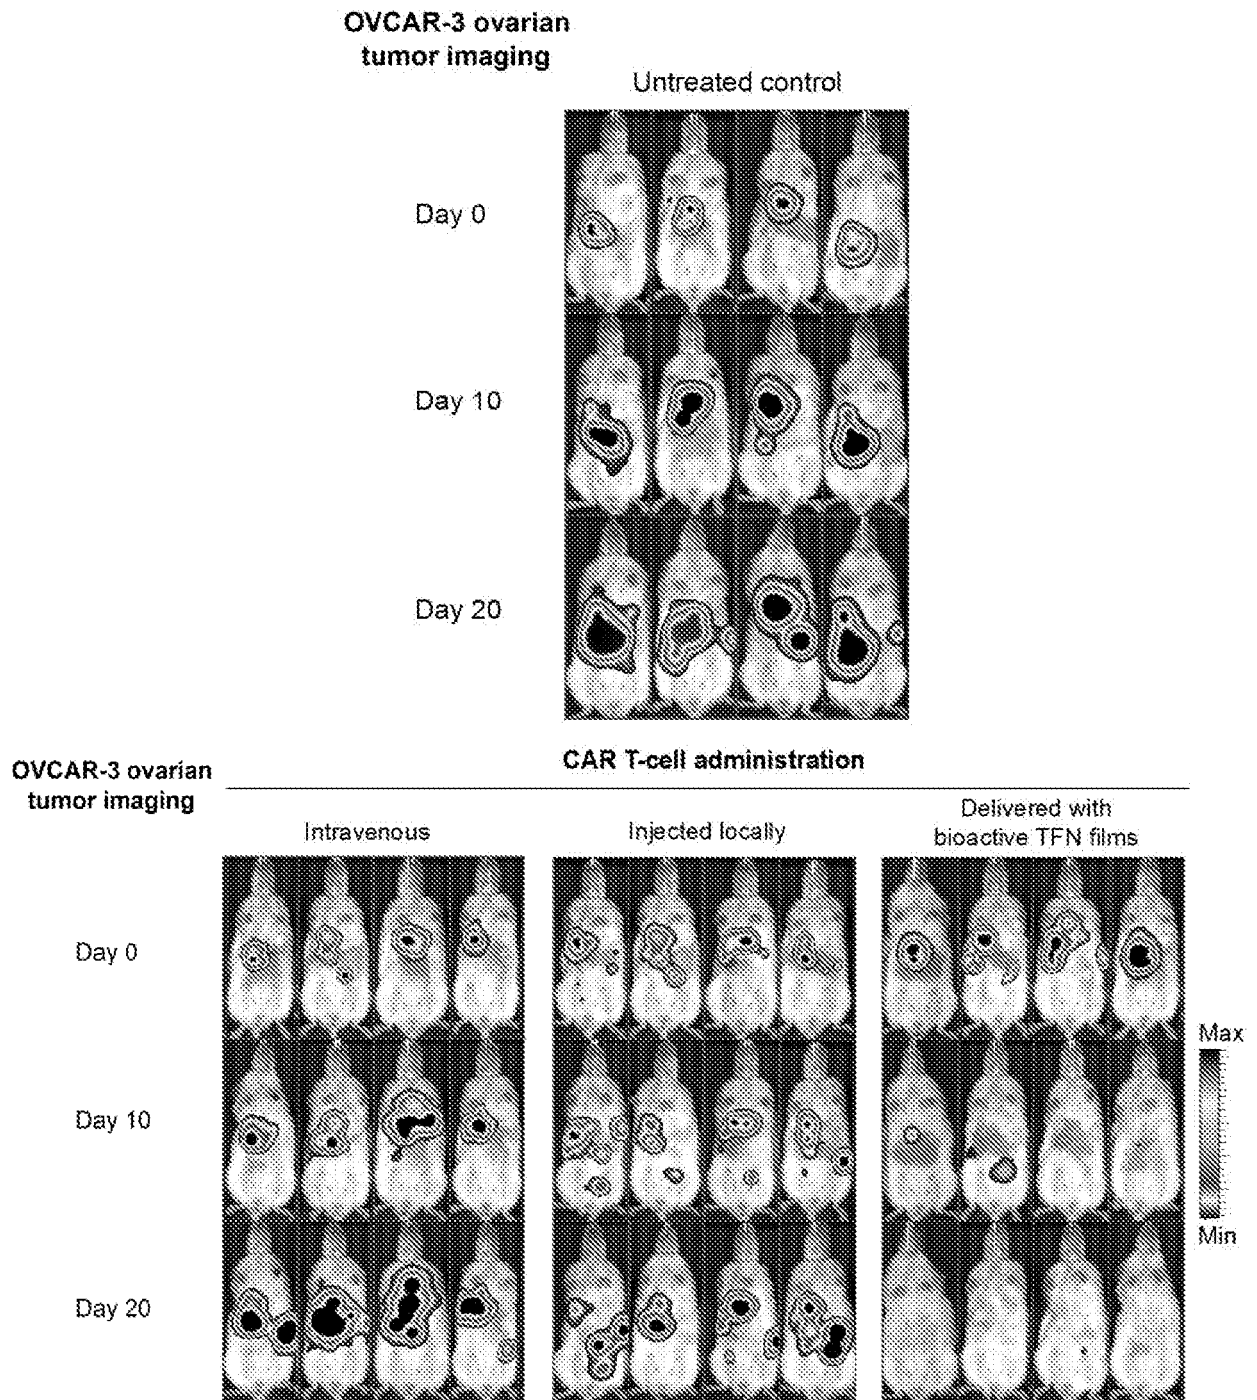 OVCAR-3 ovarian
tumor imaging
Untreated control
Day 0
Day 10
Day 20
OVCAR-3 ovarian
tumor imaging
CAR T-cell administration
Intravenous
Injected locally
Delivered with
bioactive TFN films
Day 0
Day 10
Day 20
Max
Min